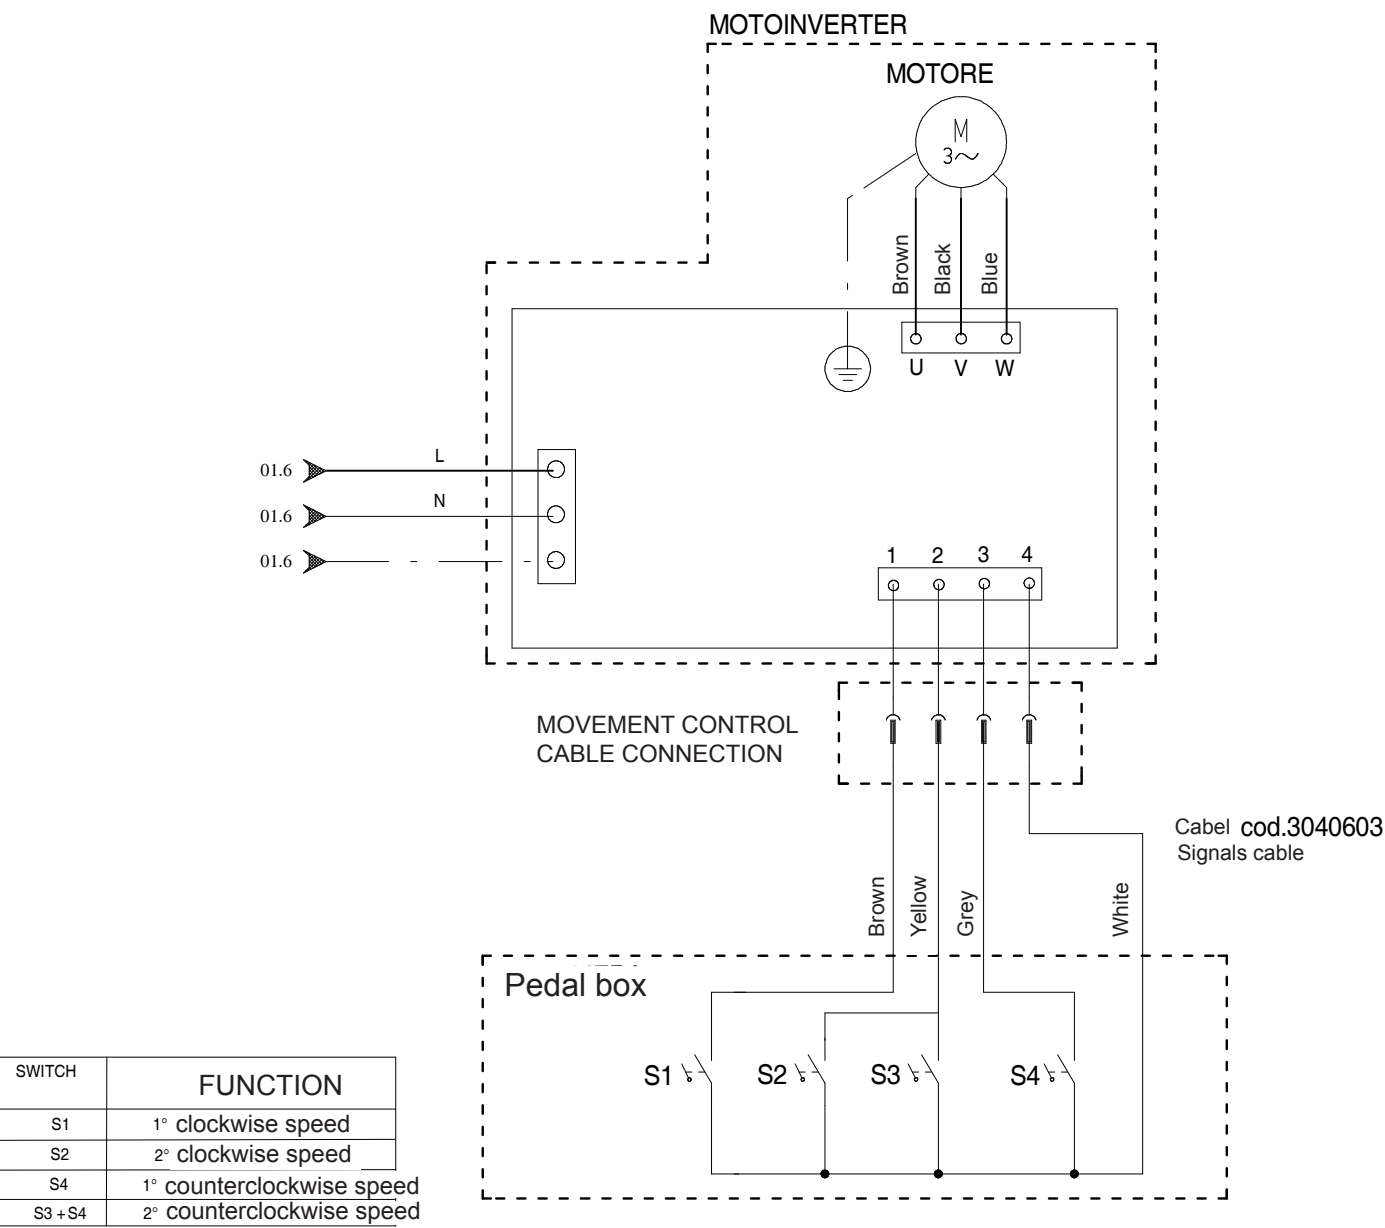 MOTOINVERTER
MOTORE
M
3~
Brown
Black
Blue
U V W
01.6 L
01.6 N
01.6
1 2 3 4
MOVEMENT CONTROL
CABLE CONNECTION
Cabel cod.3040603
Signals cable
Brown
Yellow
Grey
White
Pedal box
S1 S2 S3 S4
SWITCH FUNCTION
S1 1° clockwise speed
S2 2° clockwise speed
S4 1° counterclockwise speed
S3 +S4 2° counterclockwise speed